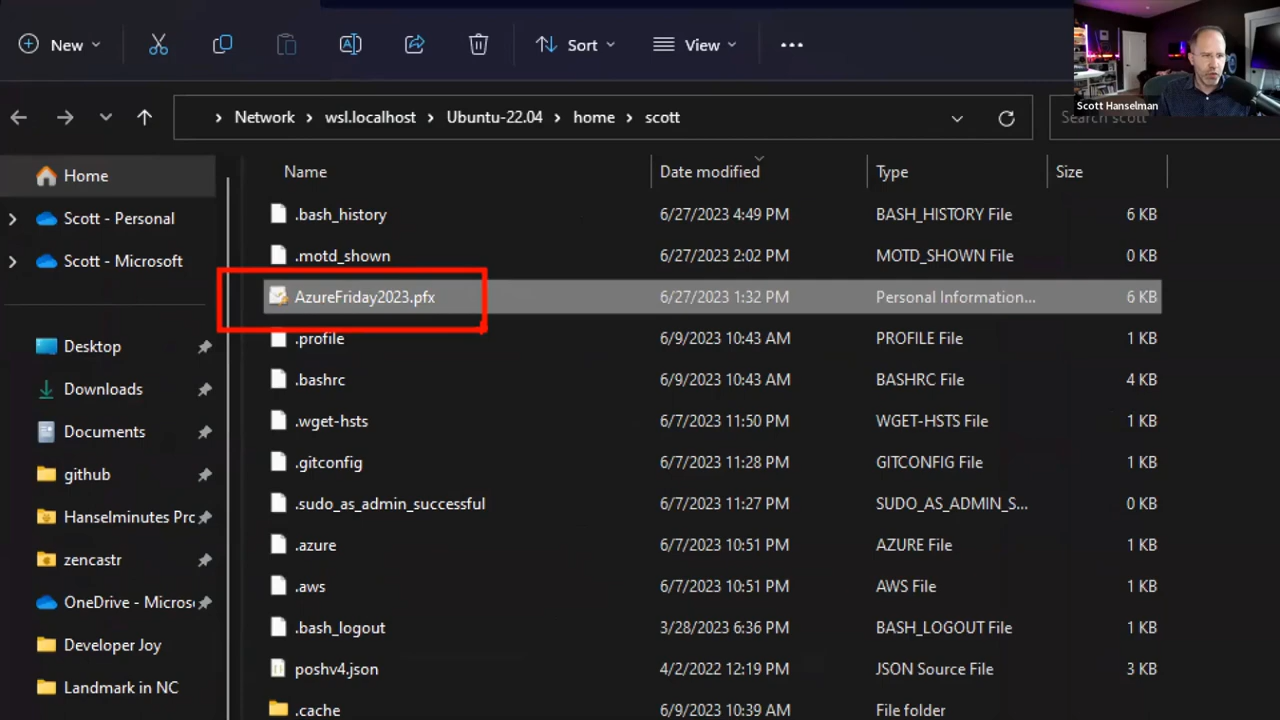 New
Sort
View
Scott Hanselman
Network > wsl.localhost > Ubuntu-22.04 > home > scott
Search scott
Name Date modified Type Size
Home
Scott - Personal
Scott - Microsoft
Desktop
Downloads
Documents
github
Hanselminutes Prc
zencastr
OneDrive - Micros
Developer Joy
Landmark in NC
.bash_history 6/27/2023 4:49 PM BASH_HISTORY File 6 KB
.motd_shown 6/27/2023 2:02 PM MOTD_SHOWN File 0 KB
AzureFriday2023.pfx 6/27/2023 1:32 PM Personal Information... 6 KB
.profile 6/9/2023 10:43 AM PROFILE File 1 KB
.bashrc 6/9/2023 10:43 AM BASHRC File 4 KB
.wget-hsts 6/7/2023 11:50 PM WGET-HSTS File 1 KB
.gitconfig 6/7/2023 11:28 PM GITCONFIG File 1 KB
.sudo_as_admin_successful 6/7/2023 11:27 PM SUDO_AS_ADMIN_S... 0 KB
.azure 6/7/2023 10:51 PM AZURE File 1 KB
.aws 6/7/2023 10:51 PM AWS File 1 KB
.bash_logout 3/28/2023 6:36 PM BASH_LOGOUT File 1 KB
poshv4.json 4/2/2022 12:19 PM JSON Source File 3 KB
.cache 6/9/2023 10:39 AM File folder